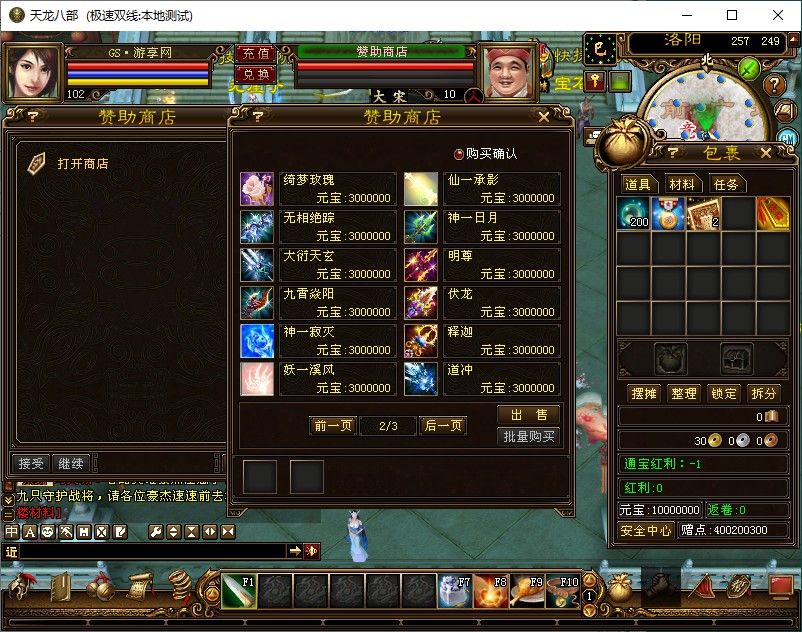 天龙八部 (极速双线:本地测试)
GS·游享网
充值
兑换
赞助商店
102
大宋
10
洛阳
257 249
北
赞助商店
打开商店
接受
继续
赞助商店
购买确认
绮梦玫瑰
元宝:3000000
仙一承影
元宝:3000000
无相绝踪
元宝:3000000
神一日月
元宝:3000000
大衍天玄
元宝:3000000
明尊
元宝:3000000
九霄焱阳
元宝:3000000
伏龙
元宝:3000000
神一寂灭
元宝:3000000
释迦
元宝:3000000
妖一溪风
元宝:3000000
道冲
元宝:3000000
前一页
2/3
后一页
出 售
批量购买
包裹
道具
材料
任务
200
2
摆摊
整理
锁定
拆分
0
30 0 0
通宝红利：-1
红利:0
元宝:10000000
返卷:0
安全中心
赠点:400200300
九只守护战将，请各位豪杰速速前去
楼材料]
近
F1
F7
F8
F9
F10
1